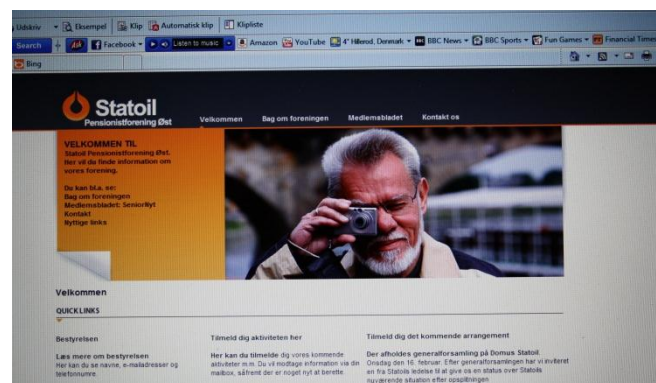 Udskriv Eksempel Klip Automatisk klip Klipliste
Search Ask Facebook Listen to music Amazon YouTube 4° Hillerod, Denmark BBC News BBC Sports Fun Games Financial Times
Bing
Statoil
Pensionistforening Øst
Velkommen Bag om foreningen Medlemsbladet Kontakt os
VELKOMMEN TIL
Statoil Pensionistforening Øst.
Her vil du finde information om
vores forening.
Du kan bl.a. se:
Bag om foreningen
Medlemsbladet: SeniorNyt
Kontakt
Nyttige links
Velkommen
QUICKLINKS
Bestyrelsen
Læs mere om bestyrelsen
Her kan du se navne, e-mailadresser og
telefonnumre.
Tilmeld dig aktiviteten her
Her kan du tilmelde dig vores kommende
aktiviteter m.m. Du vil modtage information via din
mailbox, såfremt der er noget nyt at berette.
Tilmeld dig det kommende arrangement
Der afholdes generalforsamling på Domus Statoil.
Onsdag den 16. februar. Efter generalforsamlingen har vi inviteret
en fra Statoils ledelse til at give os en status over Statoils
nuværende situation efter opsplitningen